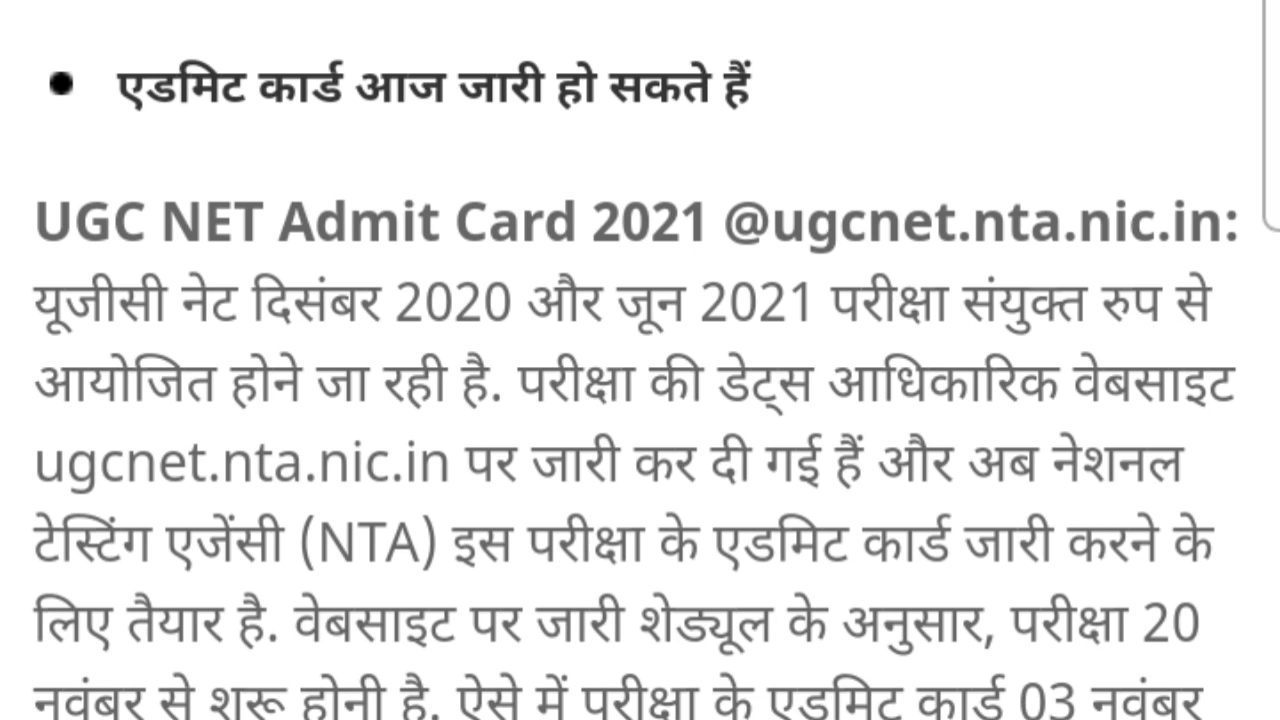 • एडमिट कार्ड आज जारी हो सकते हैं
UGC NET Admit Card 2021 @ugcnet.nta.nic.in:
यूजीसी नेट दिसंबर 2020 और जून 2021 परीक्षा संयुक्त रुप से
आयोजित होने जा रही है. परीक्षा की डेट्स आधिकारिक वेबसाइट
ugcnet.nta.nic.in पर जारी कर दी गई हैं और अब नेशनल
टेस्टिंग एजेंसी (NTA) इस परीक्षा के एडमिट कार्ड जारी करने के
लिए तैयार है. वेबसाइट पर जारी शेड्यूल के अनुसार, परीक्षा 20
नवंबर से शुरू होनी है. ऐसे में परीक्षा के एडमिट कार्ड 03 नवंबर